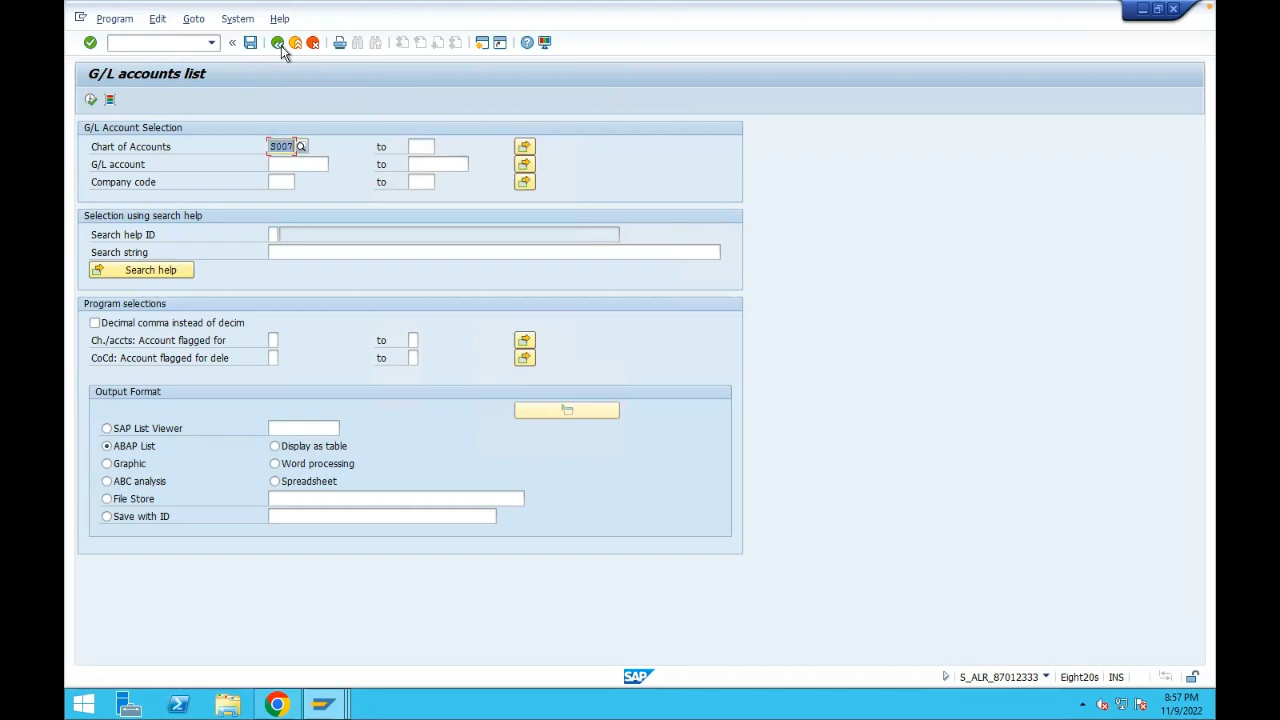 Program Edit Goto System Help
G/L accounts list
G/L Account Selection
Chart of Accounts S007 to
G/L account to
Company code to
Selection using search help
Search help ID
Search string
Search help
Program selections
Decimal comma instead of decim
Ch./accts: Account flagged for to
CoCd: Account flagged for dele to
Output Format
SAP List Viewer
ABAP List Display as table
Graphic Word processing
ABC analysis Spreadsheet
File Store
Save with ID
SAP S_ALR_87012333 Eight20s INS
8:57 PM
11/9/2022